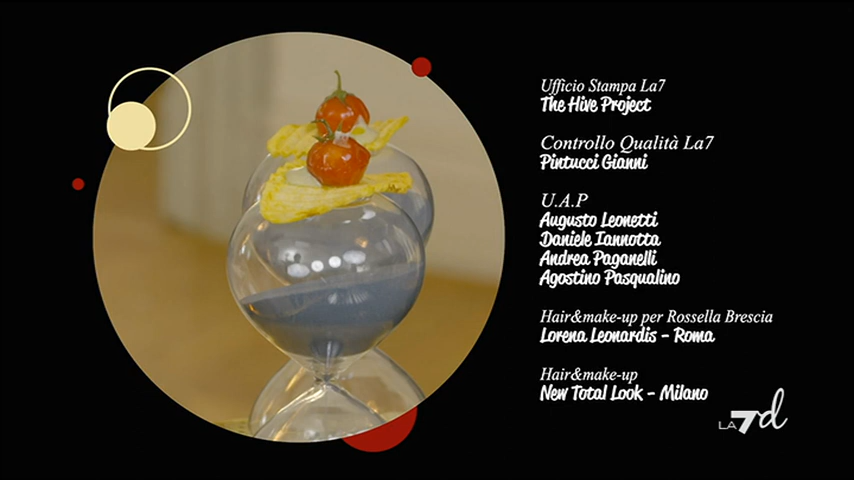 Ufficio Stampa La7
The Hive Project
Controllo Qualità La7
Pintucci Gianni
U.A.P
Augusto Leonetti
Daniele Iannotta
Andrea Paganelli
Agostino Pasqualino
Hair&make-up per Rossella Brescia
Lorena Leonardis - Roma
Hair&make-up
New Total Look - Milano
LA7d